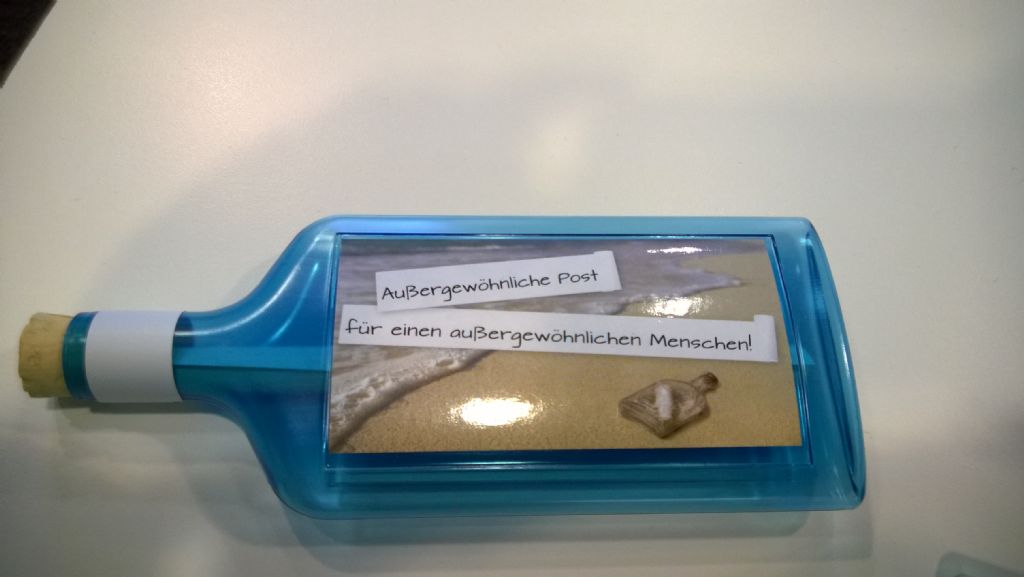 Außergewöhnliche Post
für einen außergewöhnlichen Menschen!